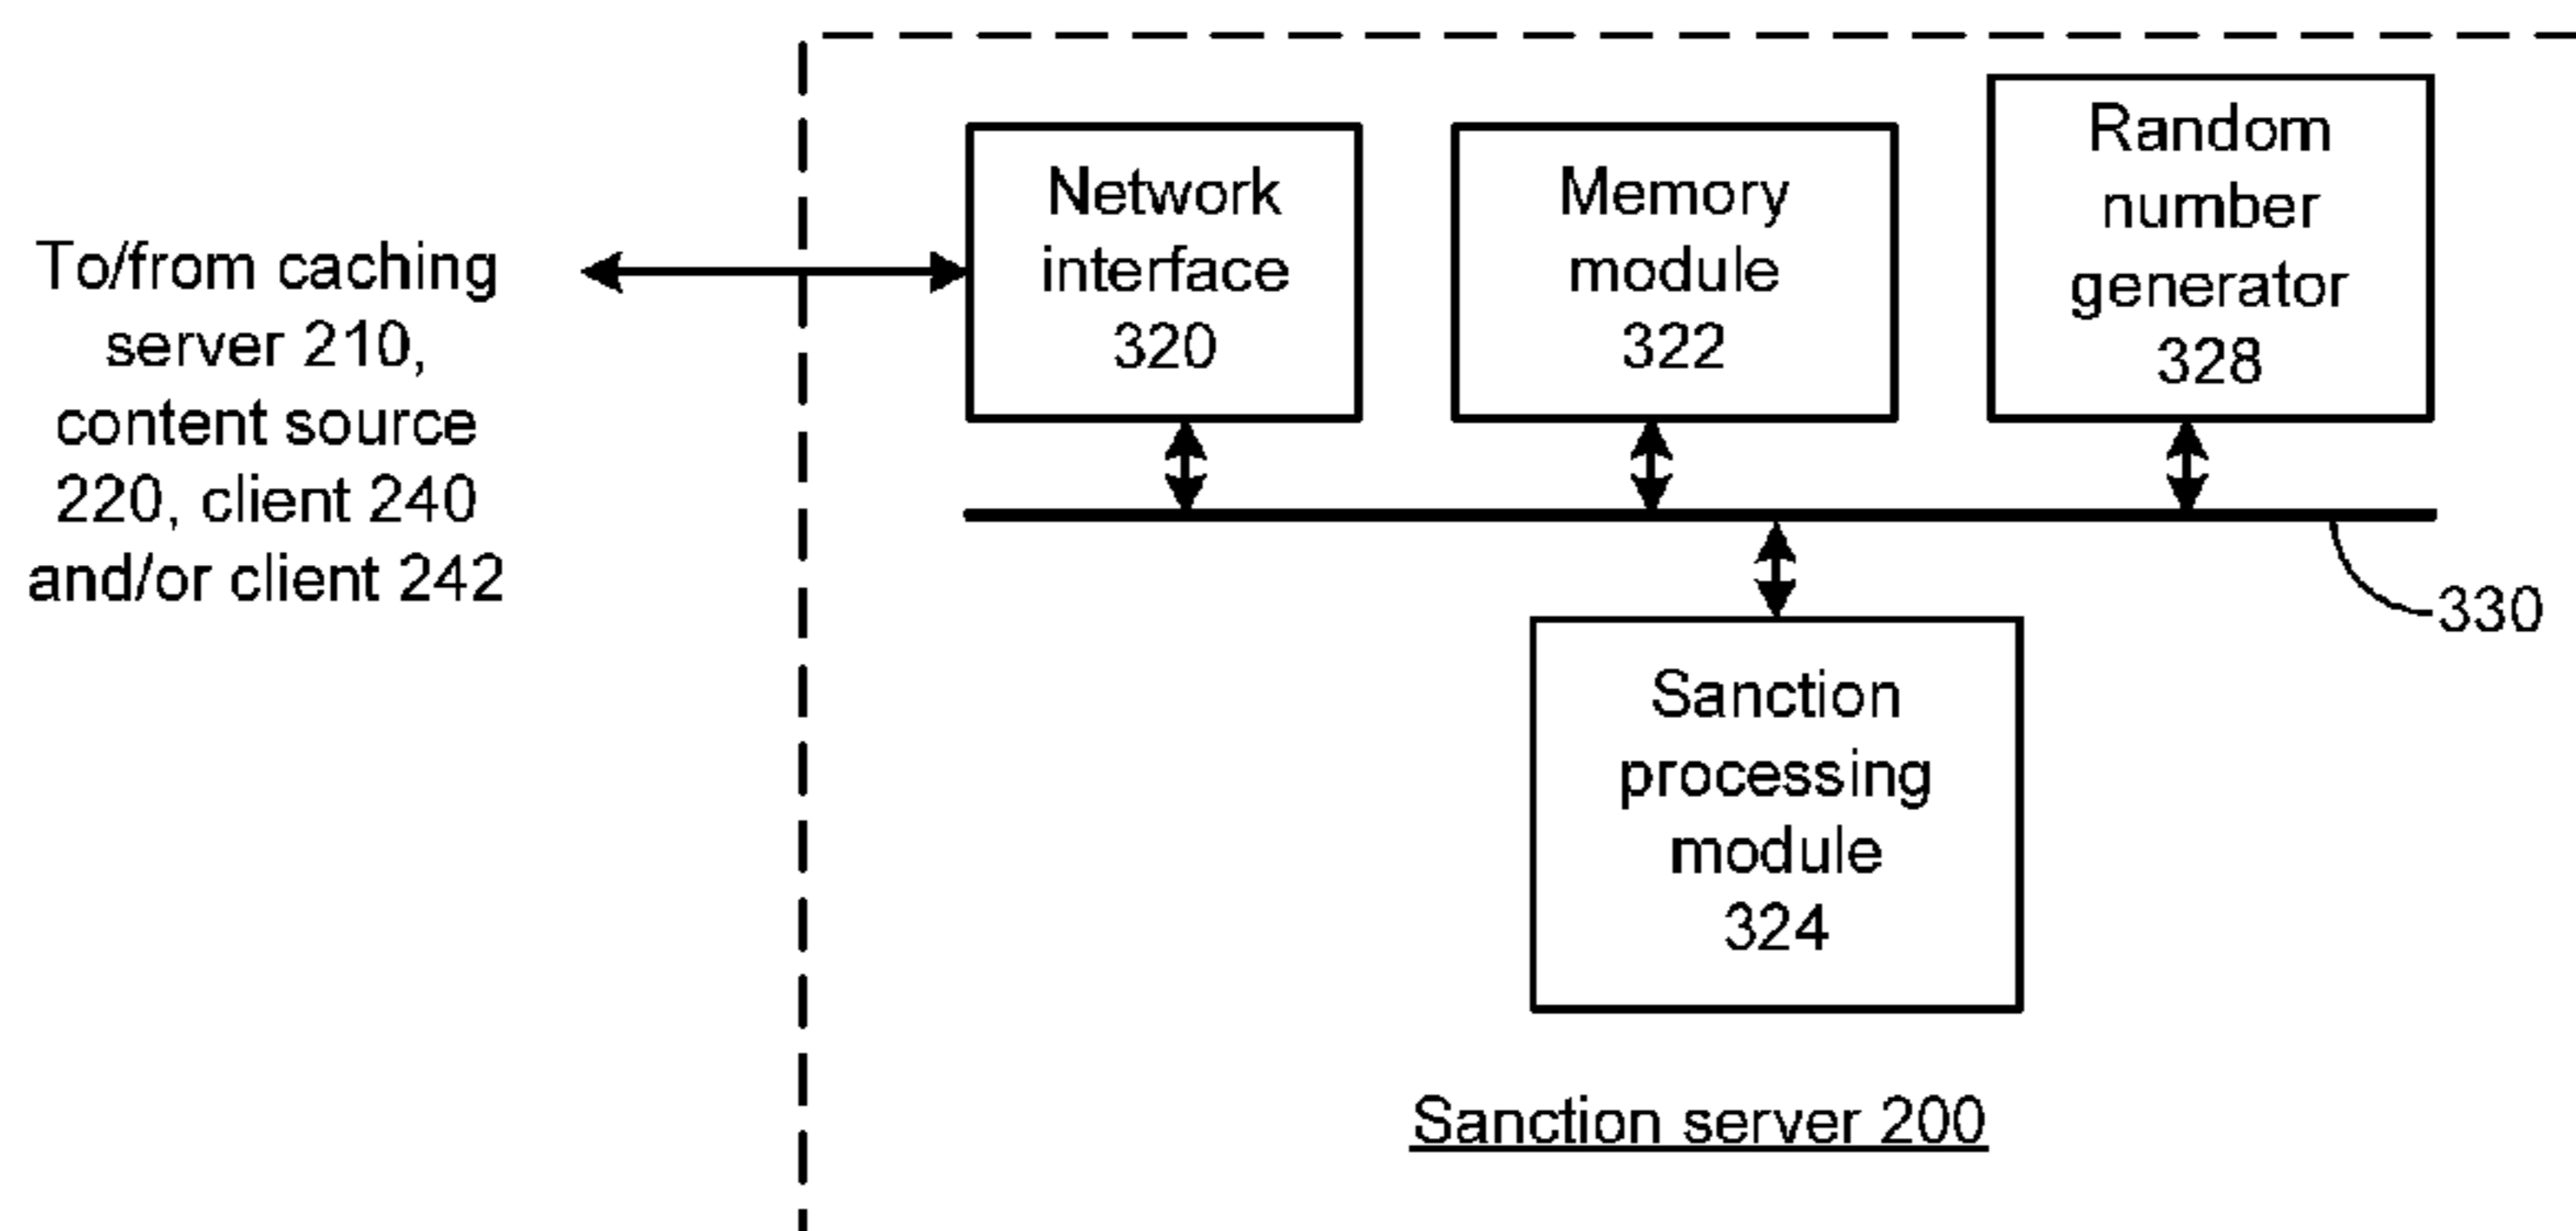 To/from caching
server 210,
content source
220, client 240
and/or client 242
Network
interface
320
Memory
module
322
Random
number
generator
328
330
Sanction
processing
module
324
Sanction server 200